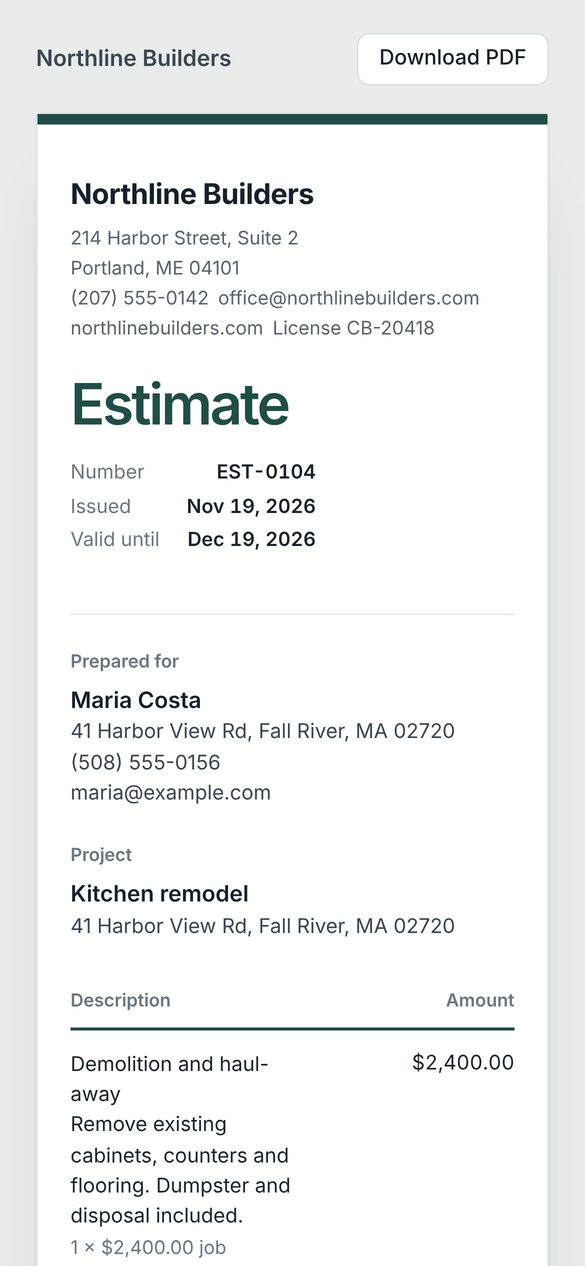 Northline Builders
Download PDF
Northline Builders
214 Harbor Street, Suite 2
Portland, ME 04101
(207) 555-0142 office@northlinebuilders.com
northlinebuilders.com License CB-20418
Estimate
Number EST-0104
Issued Nov 19, 2026
Valid until Dec 19, 2026
Prepared for
Maria Costa
41 Harbor View Rd, Fall River, MA 02720
(508) 555-0156
maria@example.com
Project
Kitchen remodel
41 Harbor View Rd, Fall River, MA 02720
Description Amount
Demolition and haul- $2,400.00
away
Remove existing
cabinets, counters and
flooring. Dumpster and
disposal included.
1 × $2,400.00 job